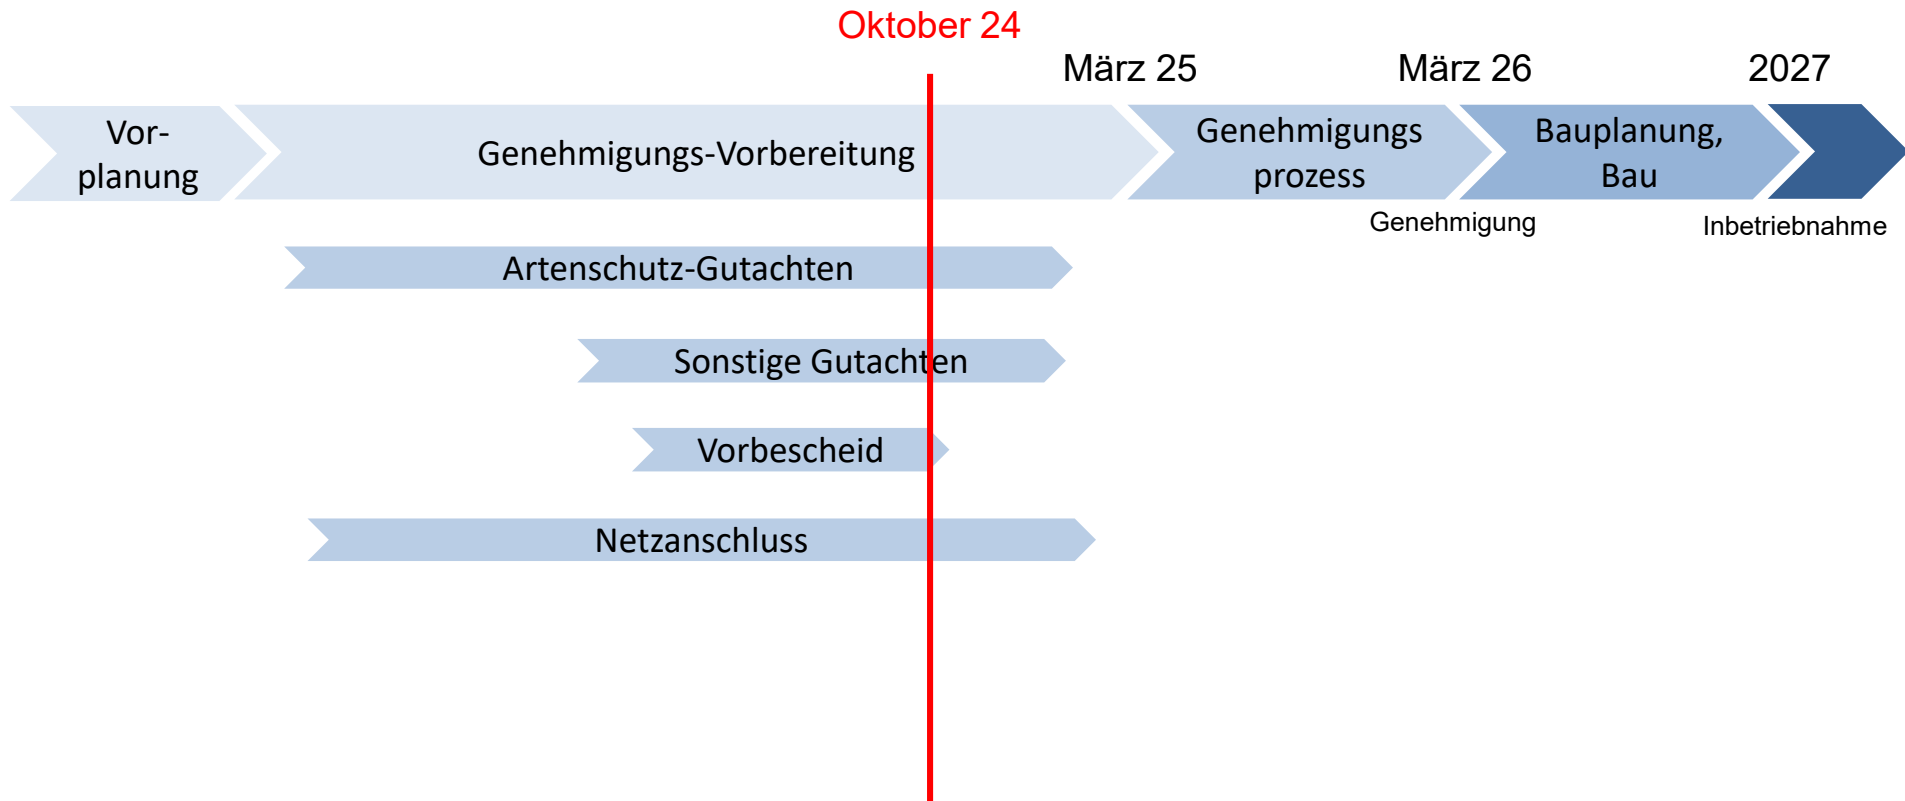 Oktober 24
März 25
März 26
2027
Vor-
planung
Genehmigungs-Vorbereitung
Genehmigungs
prozess
Bauplanung,
Bau
Genehmigung
Inbetriebnahme
Artenschutz-Gutachten
Sonstige Gutachten
Vorbescheid
Netzanschluss